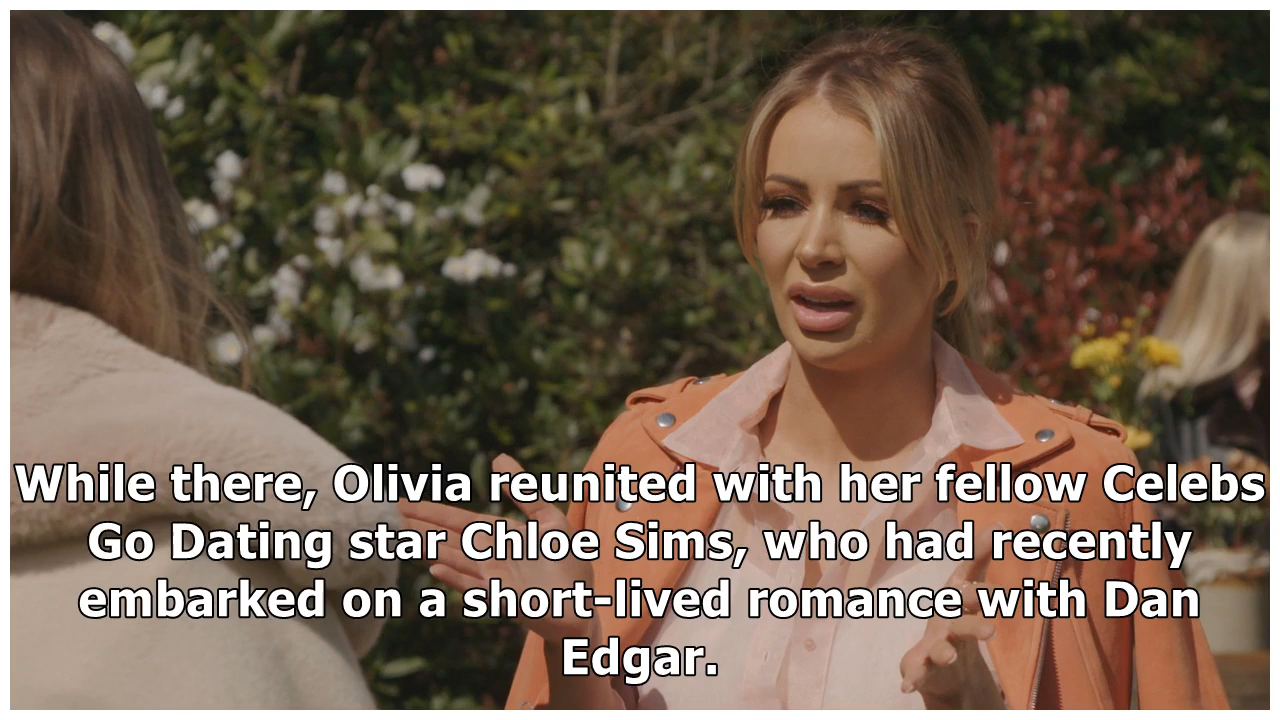 While there, Olivia reunited with her fellow Celebs
Go Dating star Chloe Sims, who had recently
embarked on a short-lived romance with Dan
Edgar.